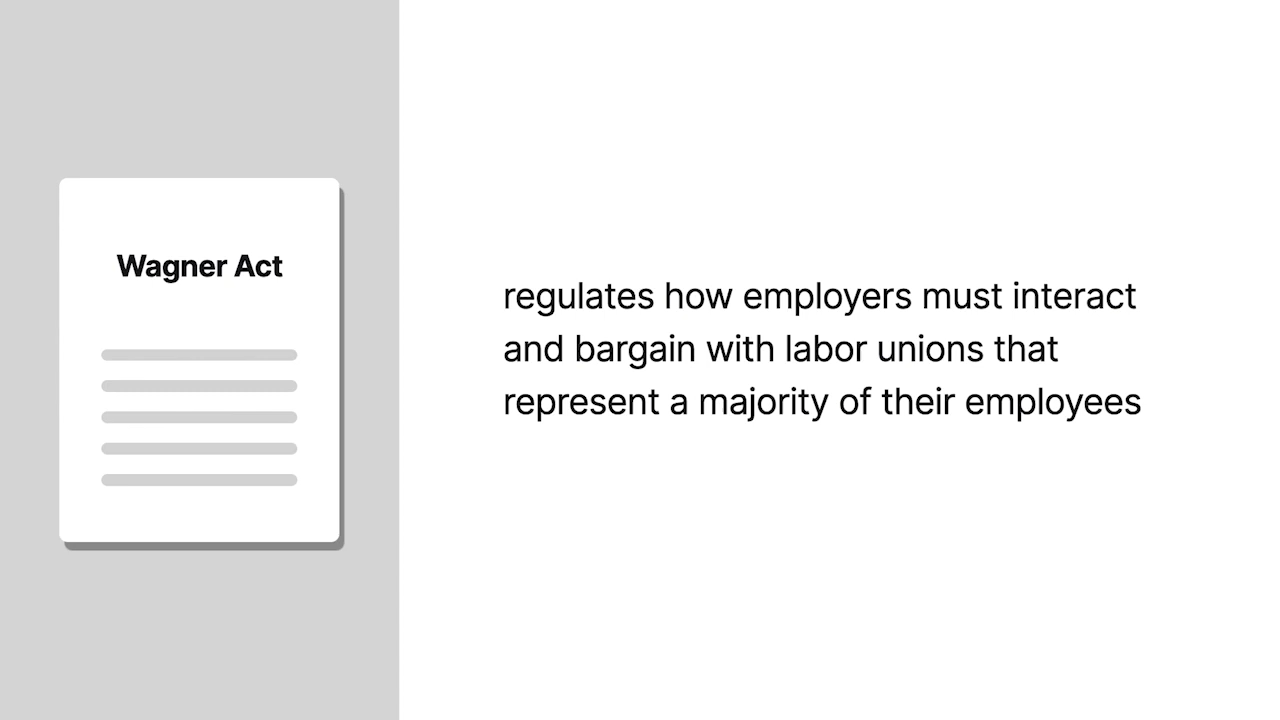 Wagner Act
regulates how employers must interact
and bargain with labor unions that
represent a majority of their employees